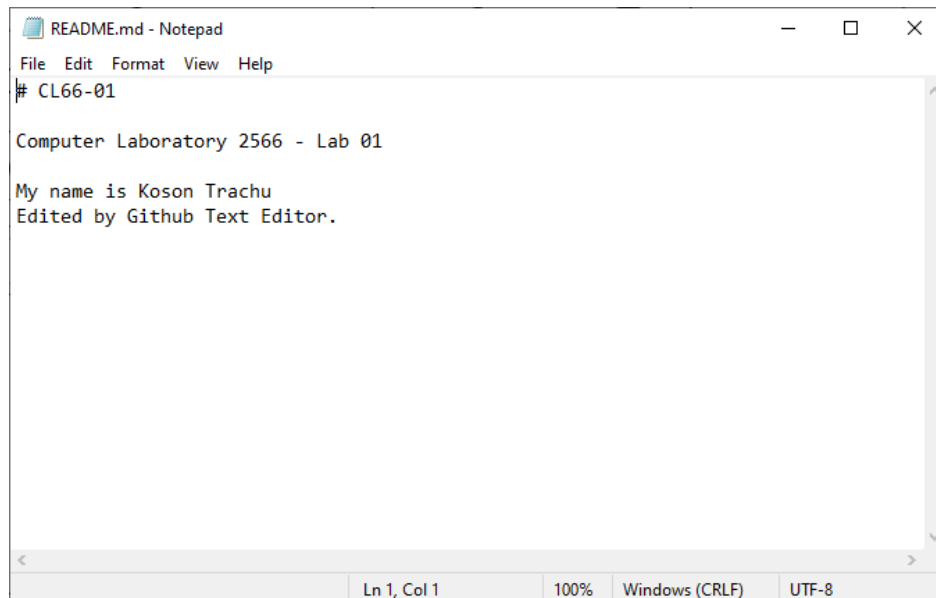 README.md - Notepad
File Edit Format View Help
# CL66-01
Computer Laboratory 2566 - Lab 01
My name is Koson Trachu
Edited by Github Text Editor.
Ln 1, Col 1 100% Windows (CRLF) UTF-8